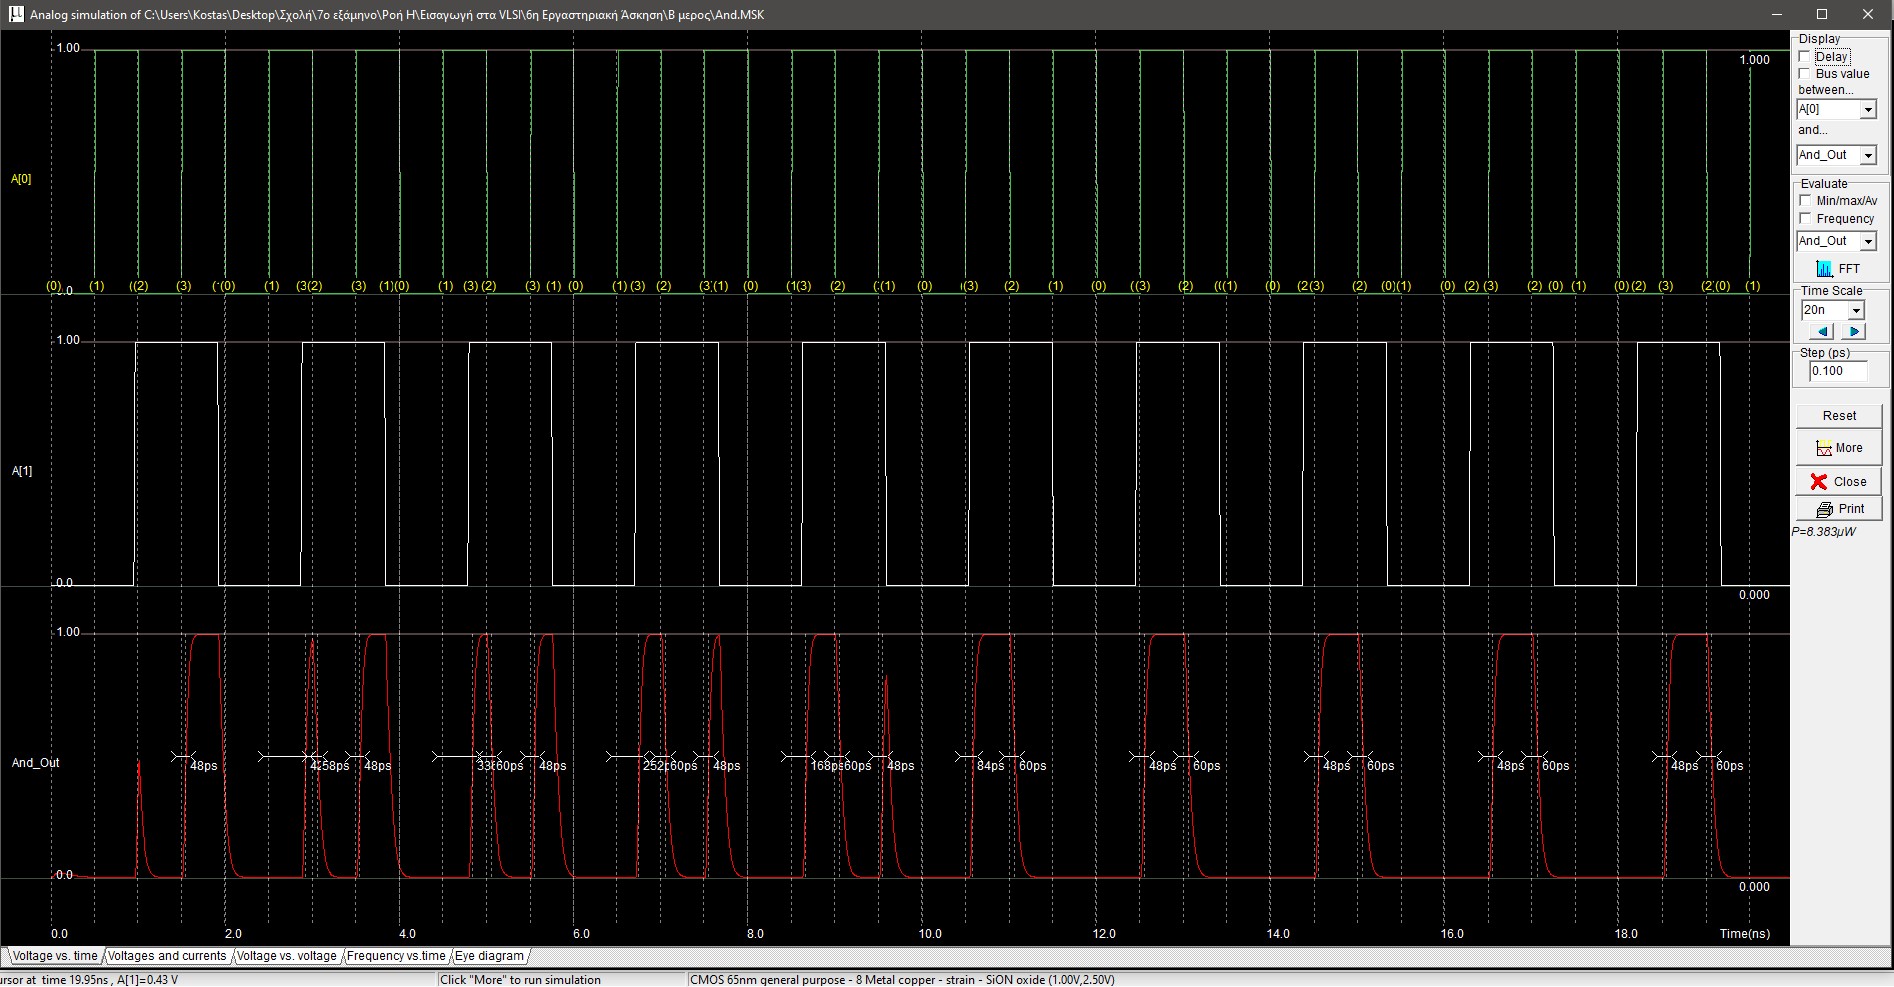 Analog simulation of C:\Users\Kostas\Desktop\Σχολή\7ο εξάμηνο\Ροή Η\Εισαγωγή στα VLSI\6η Εργαστηριακή Άσκηση\Β μερος\And.MSK
1.00
1.000
A[0]
(0) (1) (2) (3) (0) (1) (3(2) (3) (1)(0) (1) (3)(2) (3) (1) (0) (1)(3) (2) (3)(1) (0) (1(3) (2) (1) (0) (3) (2) (1) (0) (3) (2) (1) (0) (2(3) (2) (0)(1) (0) (2)(3) (2)(0) (1) (0)(2) (3) (2(0) (1)
0.0
1.00
A[1]
0.0
0.000
1.00
And_Out
48ps 58ps 48ps 60ps 48ps 60ps 48ps 60ps 48ps 84ps 60ps 48ps 60ps 48ps 60ps 48ps 60ps 48ps 60ps
0.0
0.000
0.0 2.0 4.0 6.0 8.0 10.0 12.0 14.0 16.0 18.0 Time(ns)
Display
Delay
Bus value
between...
A[0]
and...
And_Out
Evaluate
Min/max/Av
Frequency
And_Out
FFT
Time Scale
20n
Step (ps)
0.100
Reset
More
Close
Print
P=8.383µW
Voltage vs. time Voltages and currents Voltage vs. voltage Frequency vs.time Eye diagram
ursor at time 19.95ns , A[1]=0.43 V Click "More" to run simulation CMOS 65nm general purpose - 8 Metal copper - strain - SiON oxide (1.00V,2.50V)